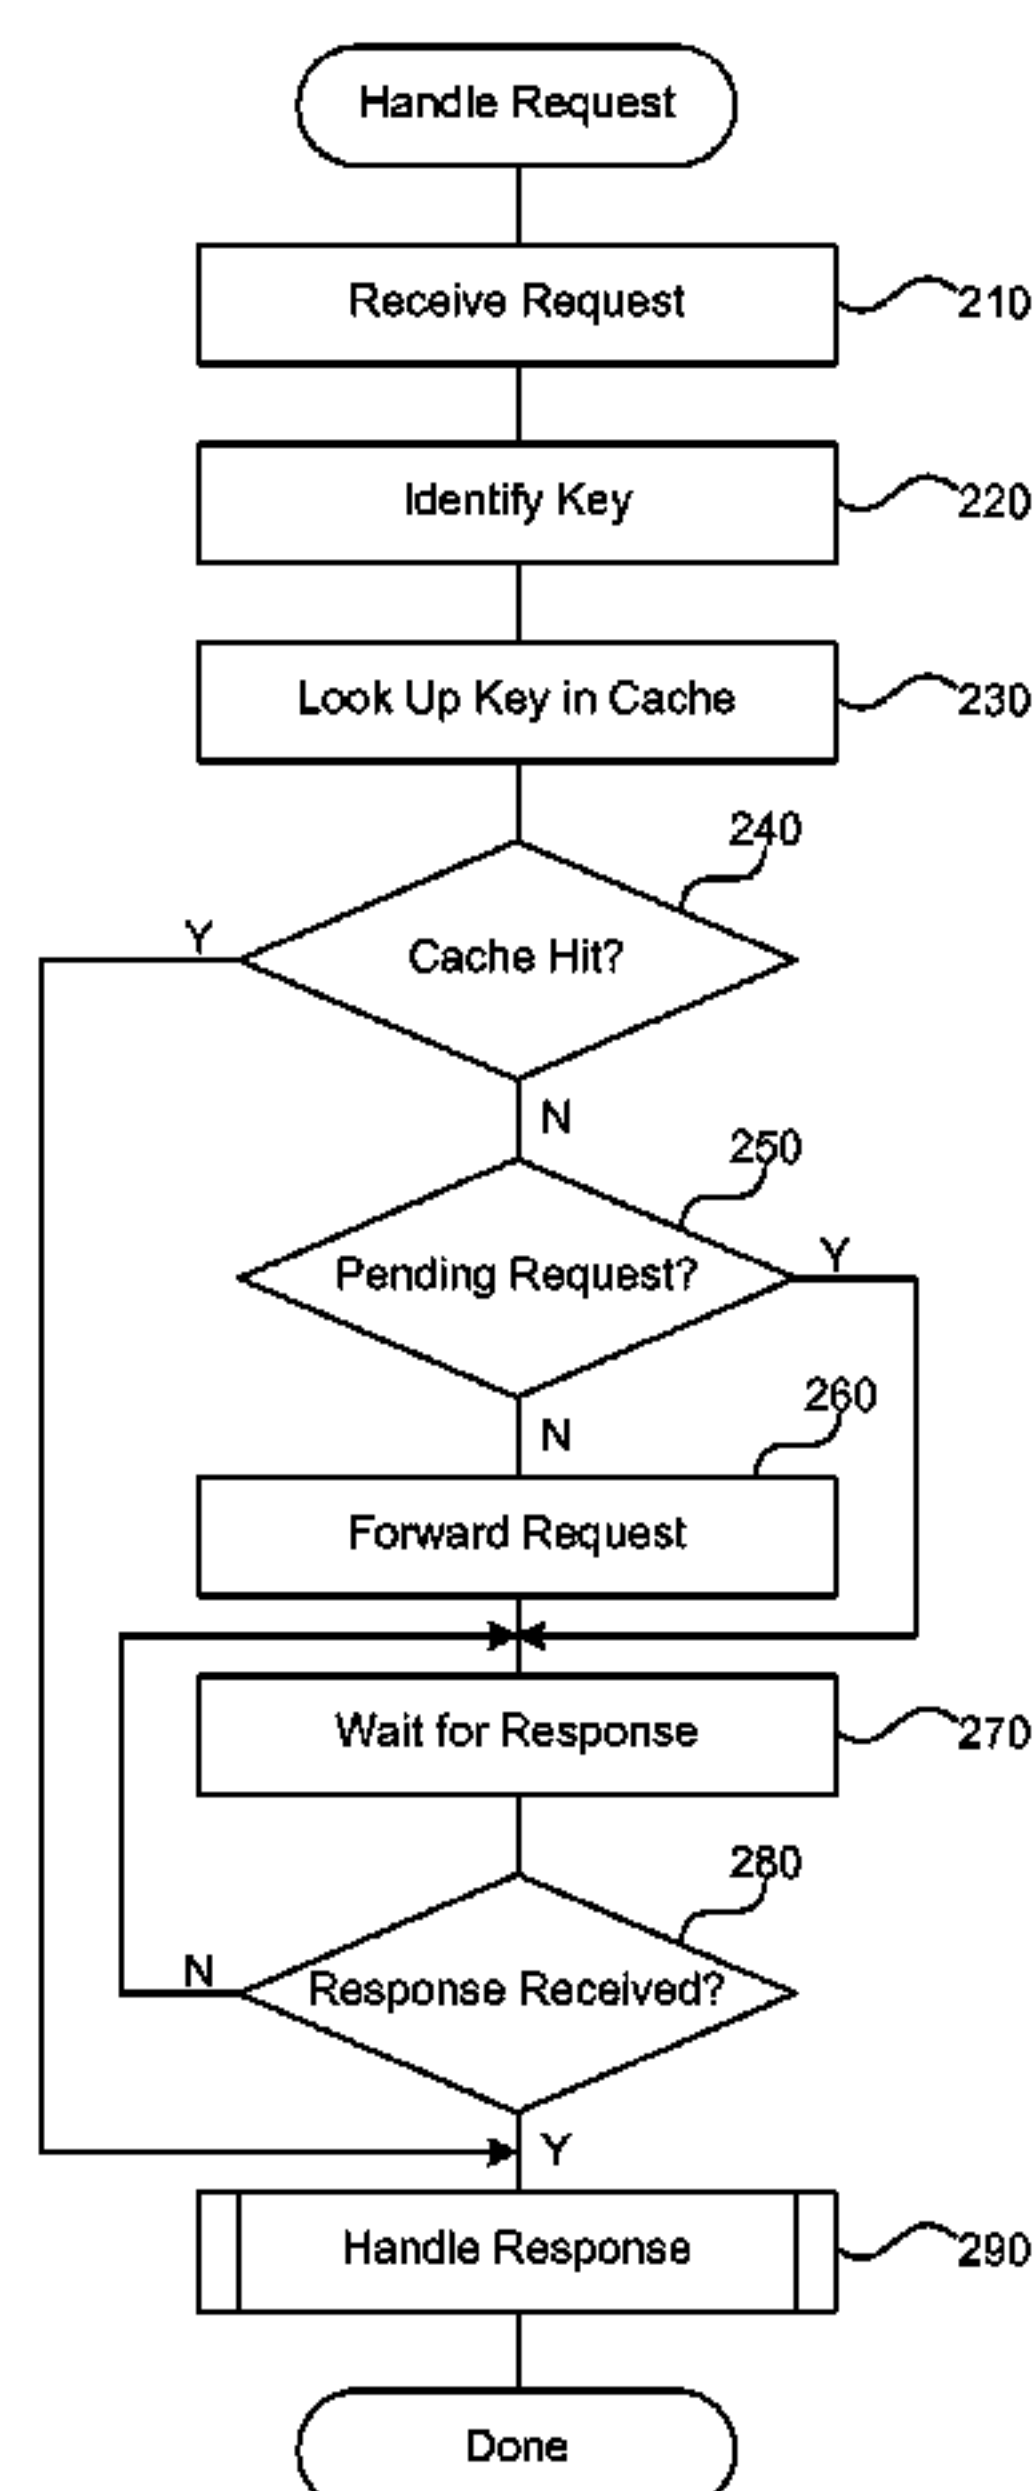 Handle Request
Receive Request
210
Identify Key
220
Look Up Key in Cache
230
240
Y
Cache Hit?
N
250
Pending Request?
Y
N
260
Forward Request
Wait for Response
270
280
N
Response Received?
Y
Handle Response
290
Done